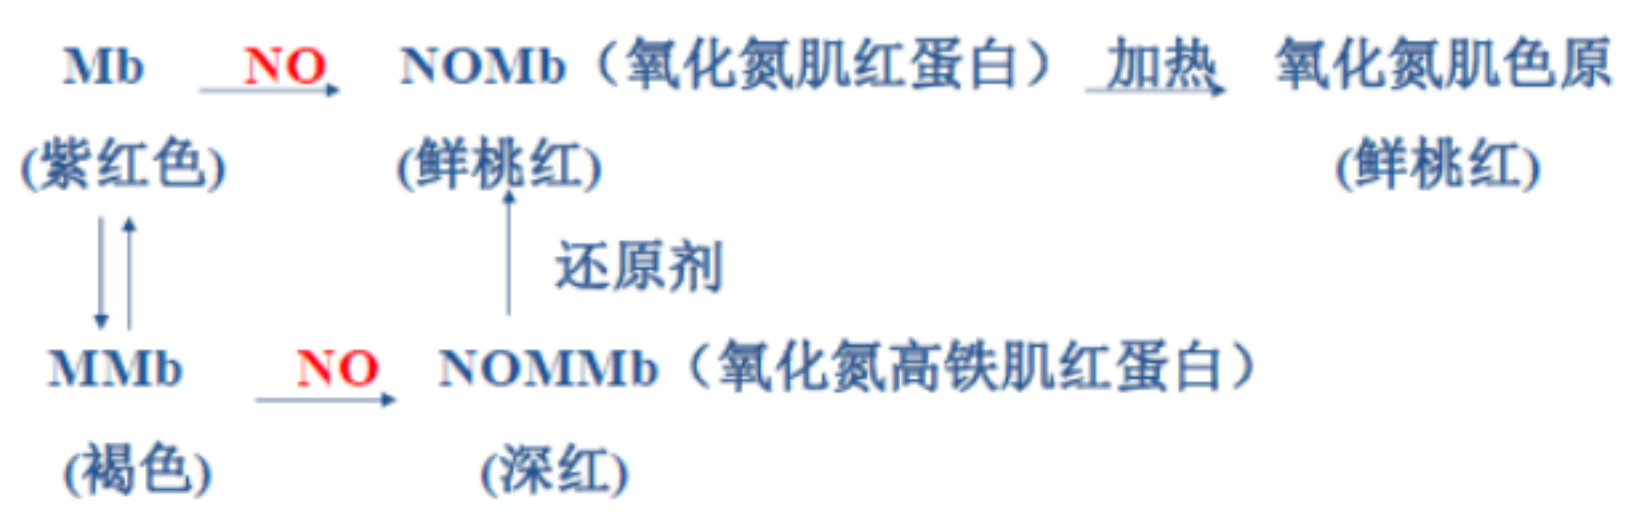 Mb NO NOMb（氧化氮肌红蛋白） 加热 氧化氮肌色原
(紫红色) (鲜桃红) (鲜桃红)
还原剂
MMb NO NOMMb（氧化氮高铁肌红蛋白）
(褐色) (深红)